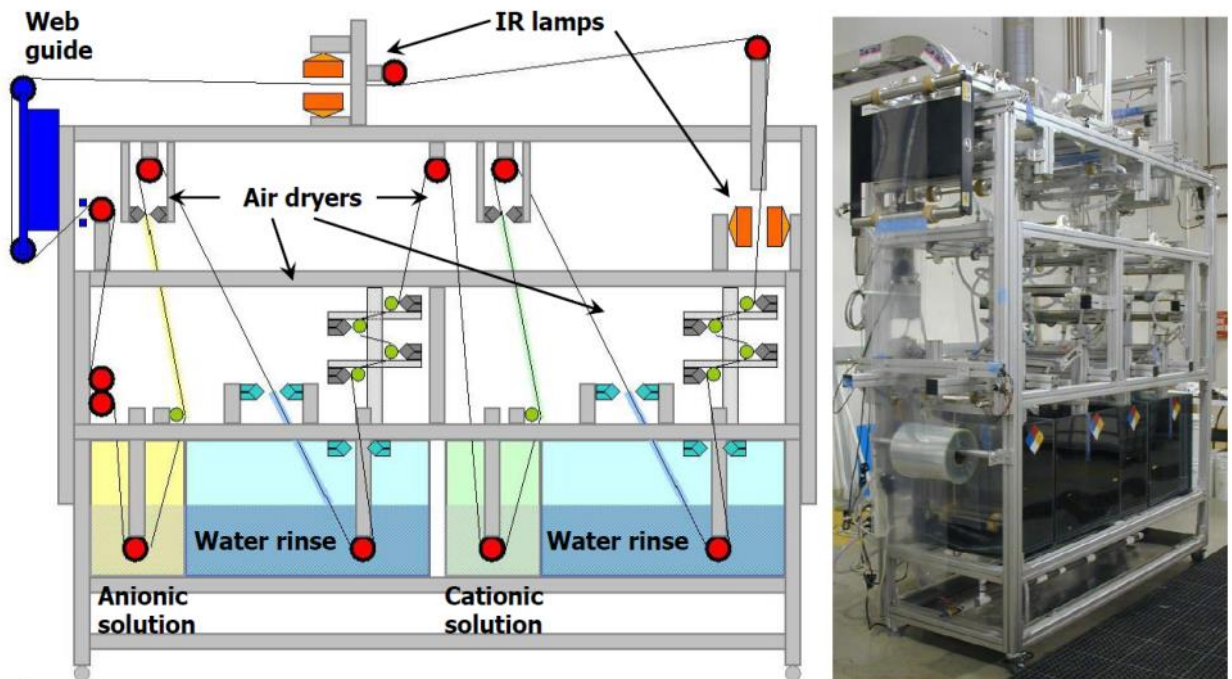 Web
guide
IR lamps
Air dryers
Water rinse
Water rinse
Anionic
solution
Cationic
solution